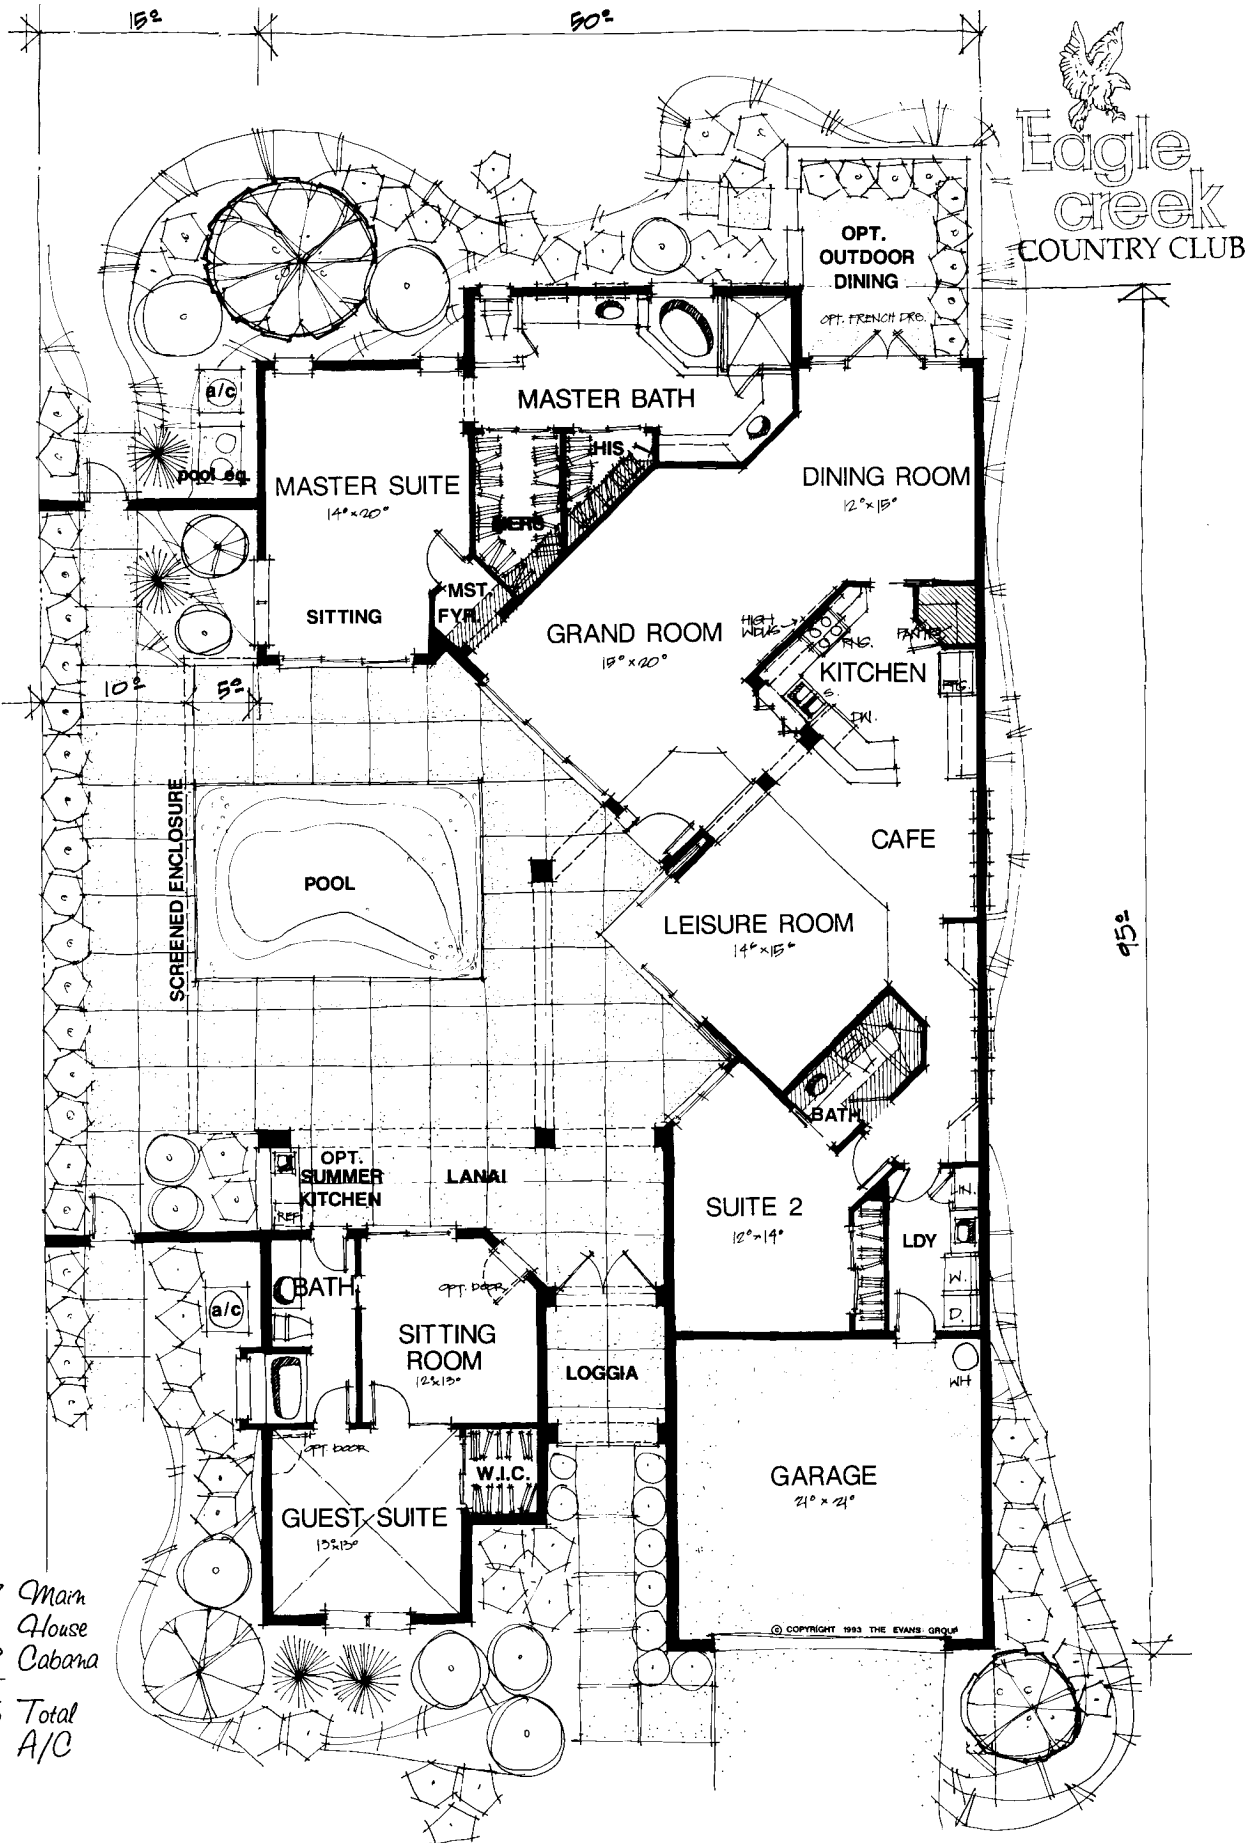 15⁰
50⁰
Eagle
creek
COUNTRY CLUB
OPT.
OUTDOOR
DINING
OPT. FRENCH DRS.
a/c
pool eq.
MASTER BATH
HIS
HERS
MASTER SUITE
14⁰ x 20⁰
DINING ROOM
12⁰ x 15⁰
MST.
FYR.
SITTING
GRAND ROOM
15⁰ x 20⁰
HIGH
WDWS
RNG.
PANTRY
KITCHEN
S.
DW.
10⁰
5⁰
SCREENED ENCLOSURE
POOL
CAFE
LEISURE ROOM
14⁶ x 15⁶
95⁰
BATH
OPT.
SUMMER
KITCHEN
REF.
LANAI
SUITE 2
12⁰ x 14⁰
LDY
W.
D.
BATH
OPT. DOOR
a/c
SITTING
ROOM
12⁰ x 13⁰
LOGGIA
WH
OPT. DOOR
W.I.C.
GUEST SUITE
13⁰ x 13⁰
GARAGE
21⁰ x 21⁰
© COPYRIGHT 1993 THE EVANS GROUP
Main
House
Cabana
Total
A/C